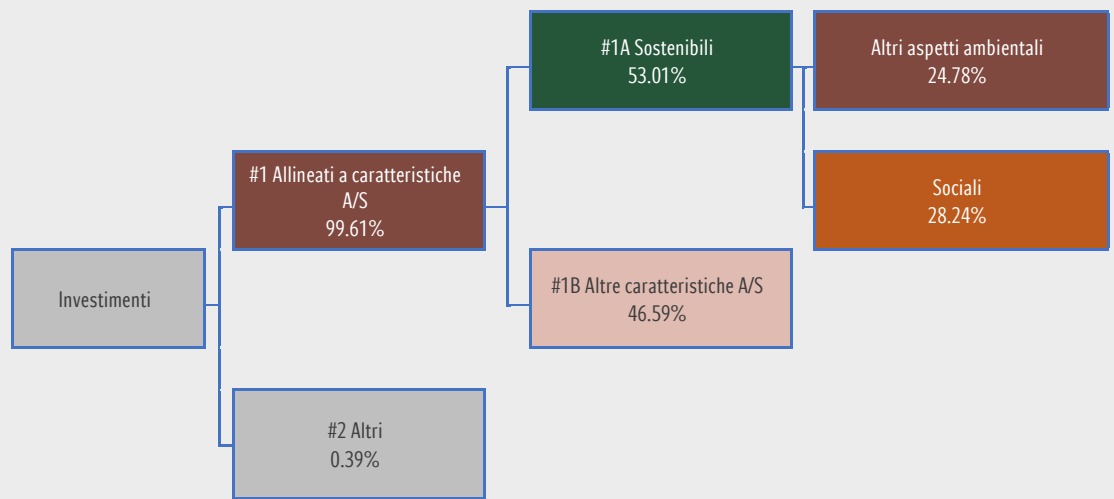 Investimenti
#1 Allineati a caratteristiche
A/S
99.61%
#2 Altri
0.39%
#1A Sostenibili
53.01%
#1B Altre caratteristiche A/S
46.59%
Altri aspetti ambientali
24.78%
Sociali
28.24%